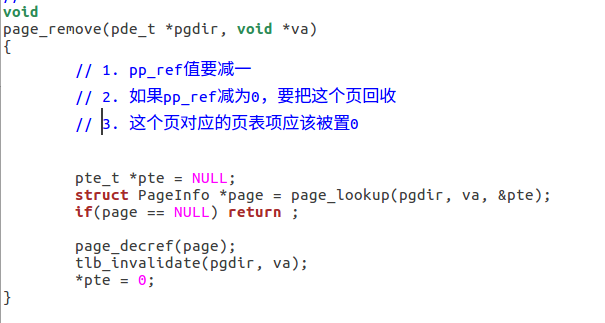 void
page_remove(pde_t *pgdir, void *va)
{
// 1. pp_ref值要减一
// 2. 如果pp_ref减为0，要把这个页回收
// 3. 这个页对应的页表项应该被置0
pte_t *pte = NULL;
struct PageInfo *page = page_lookup(pgdir, va, &pte);
if(page == NULL) return ;
page_decref(page);
tlb_invalidate(pgdir, va);
*pte = 0;
}